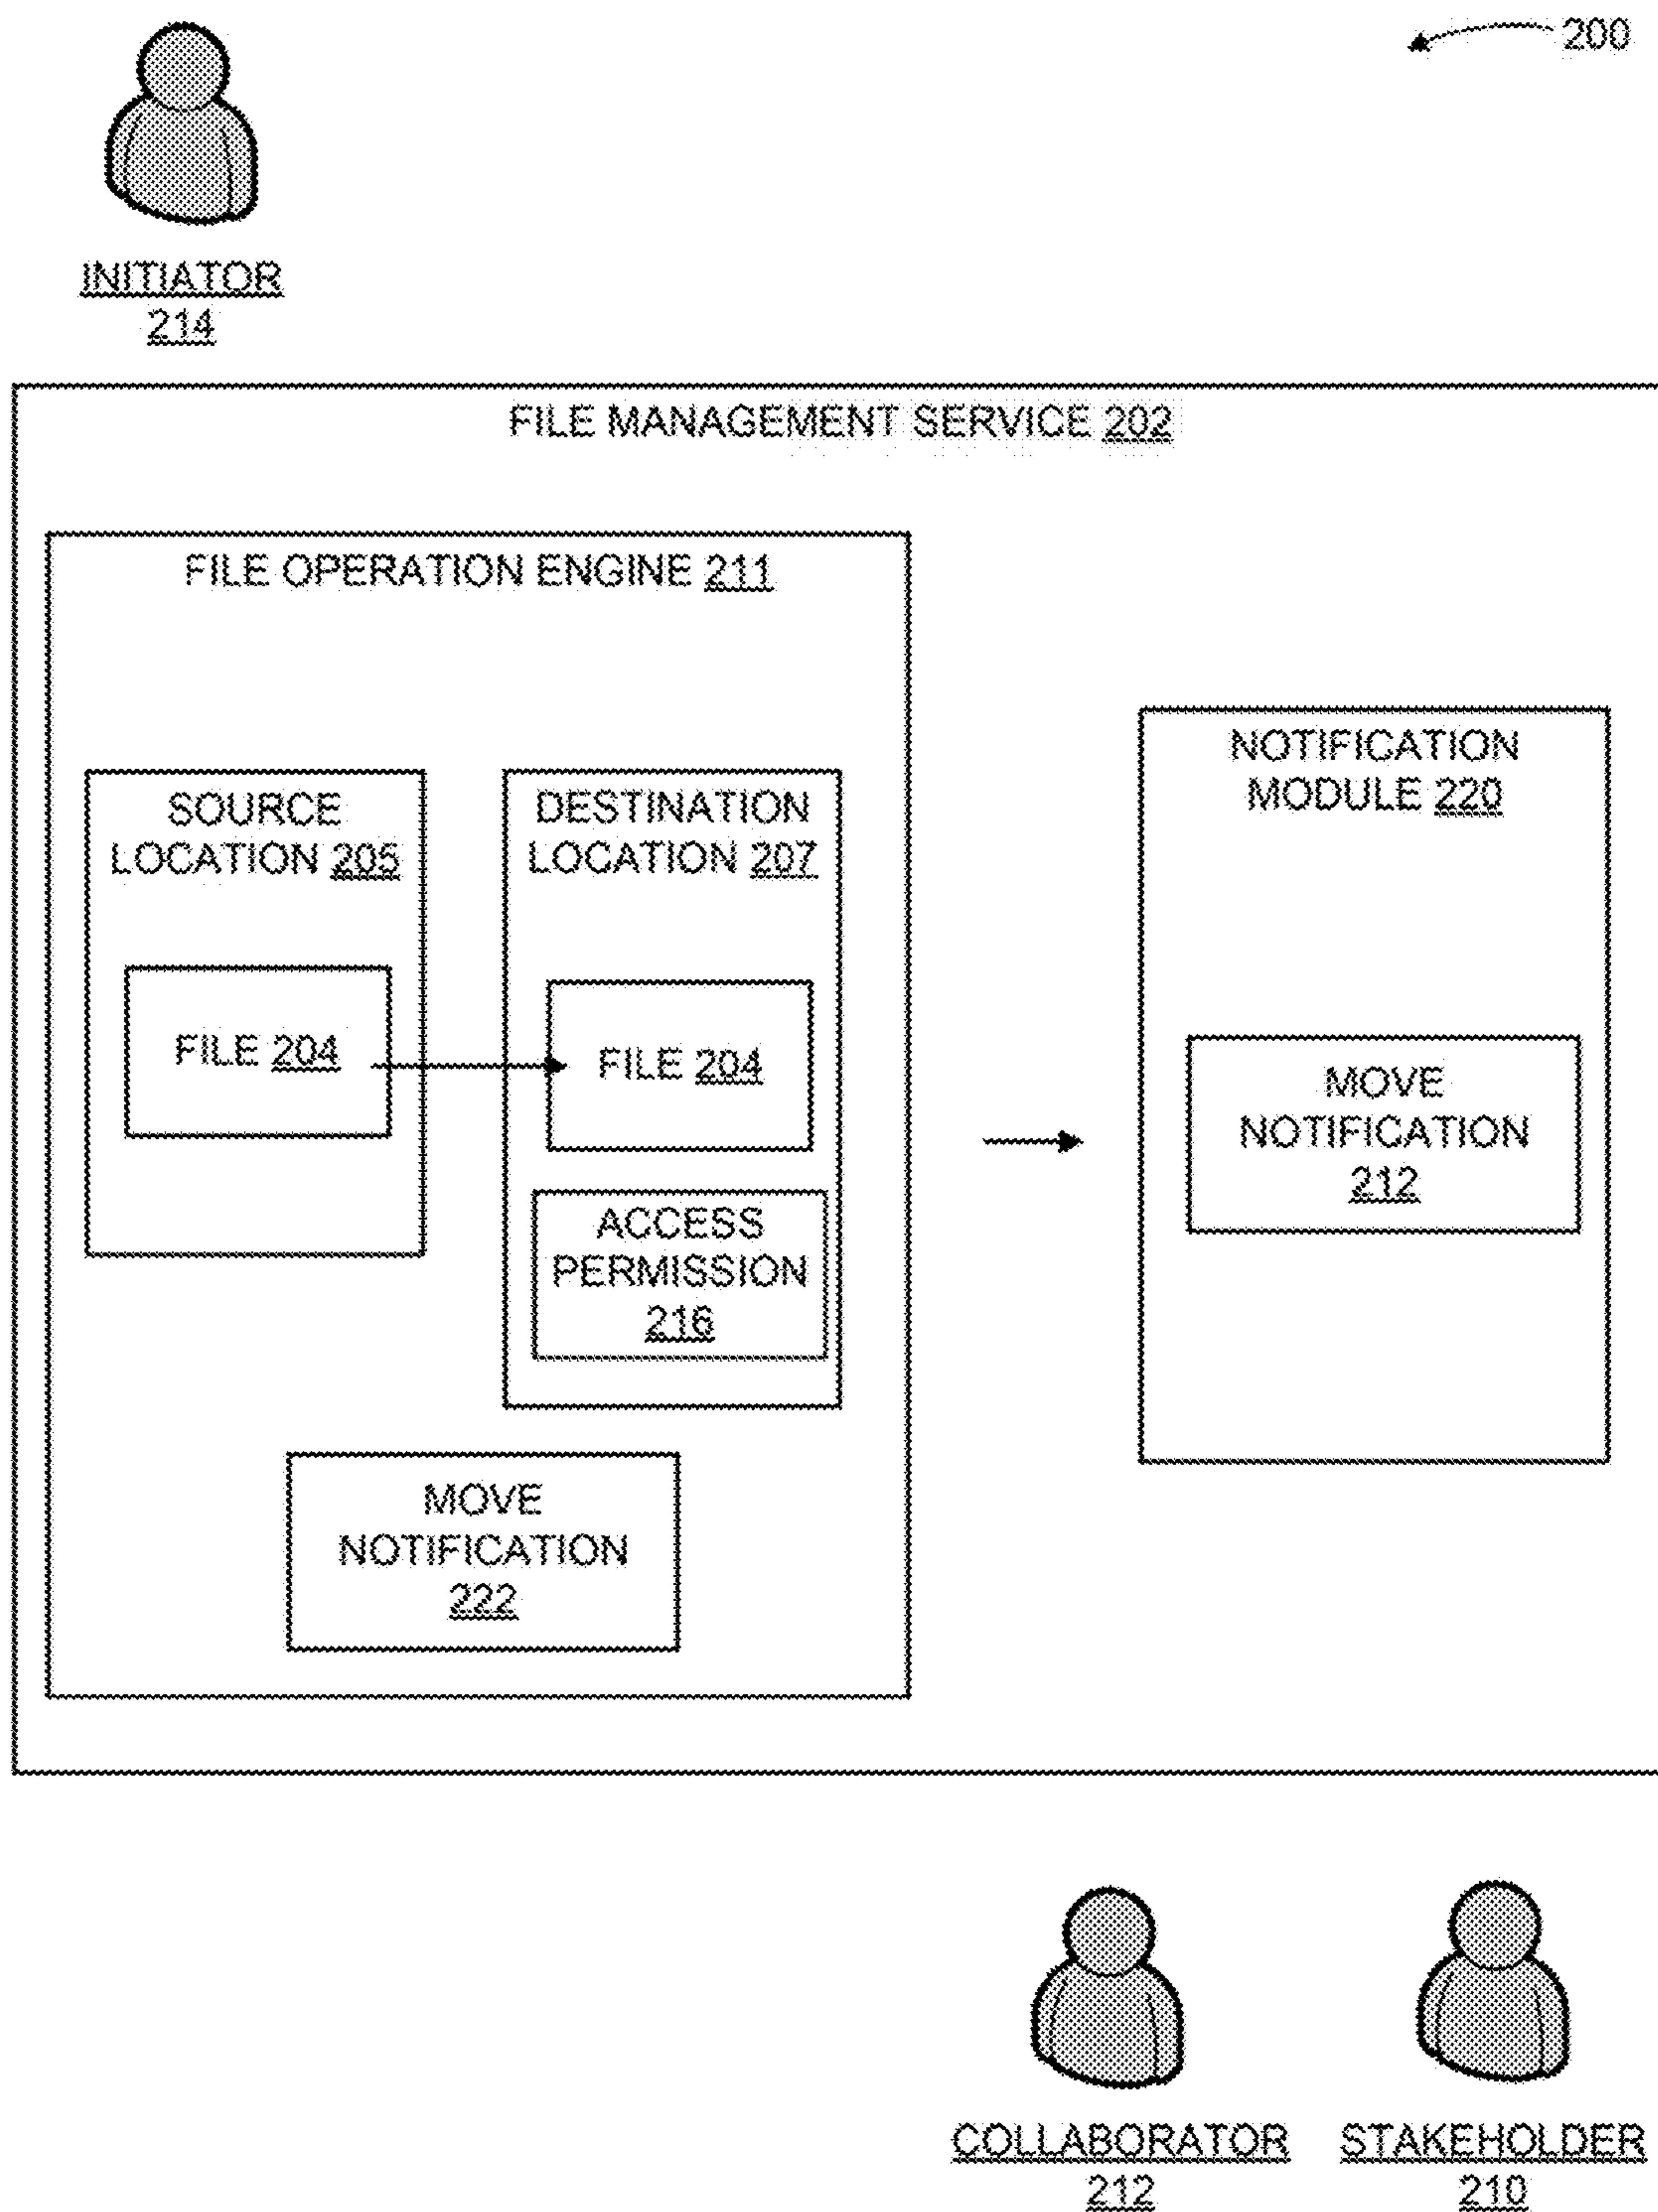 200
INITIATOR
214
FILE MANAGEMENT SERVICE 202
FILE OPERATION ENGINE 211
SOURCE
LOCATION 205
FILE 204
DESTINATION
LOCATION 207
FILE 204
ACCESS
PERMISSION
216
MOVE
NOTIFICATION
222
NOTIFICATION
MODULE 220
MOVE
NOTIFICATION
212
COLLABORATOR
212
STAKEHOLDER
210